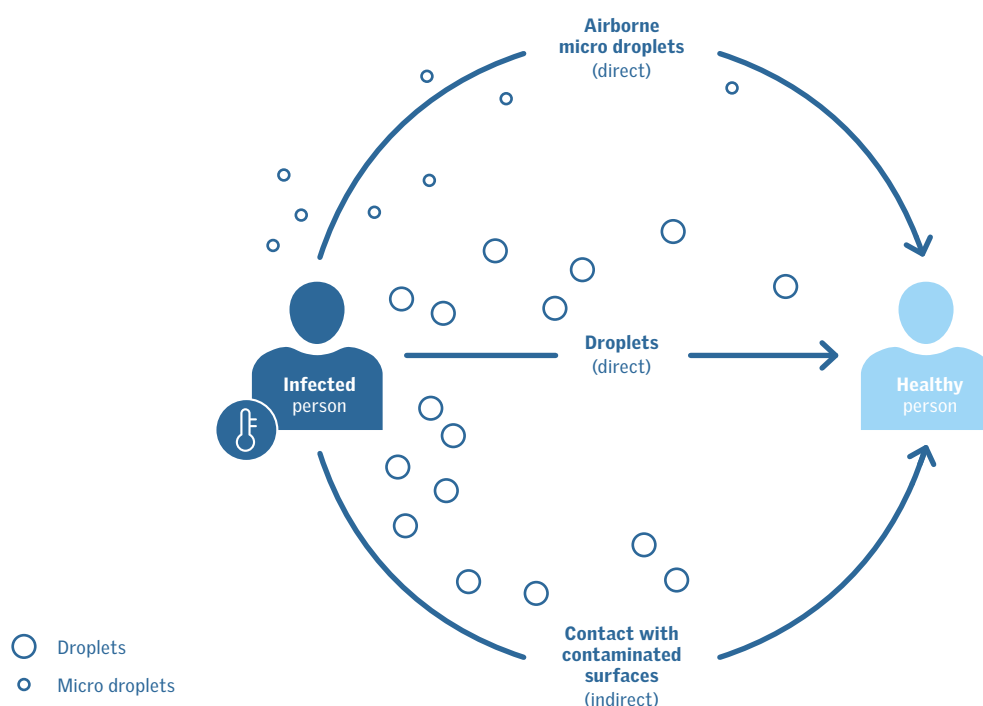 Airborne
micro droplets
(direct)
Droplets
(direct)
Infected
person
Healthy
person
Contact with
contaminated
surfaces
(indirect)
Droplets
Micro droplets